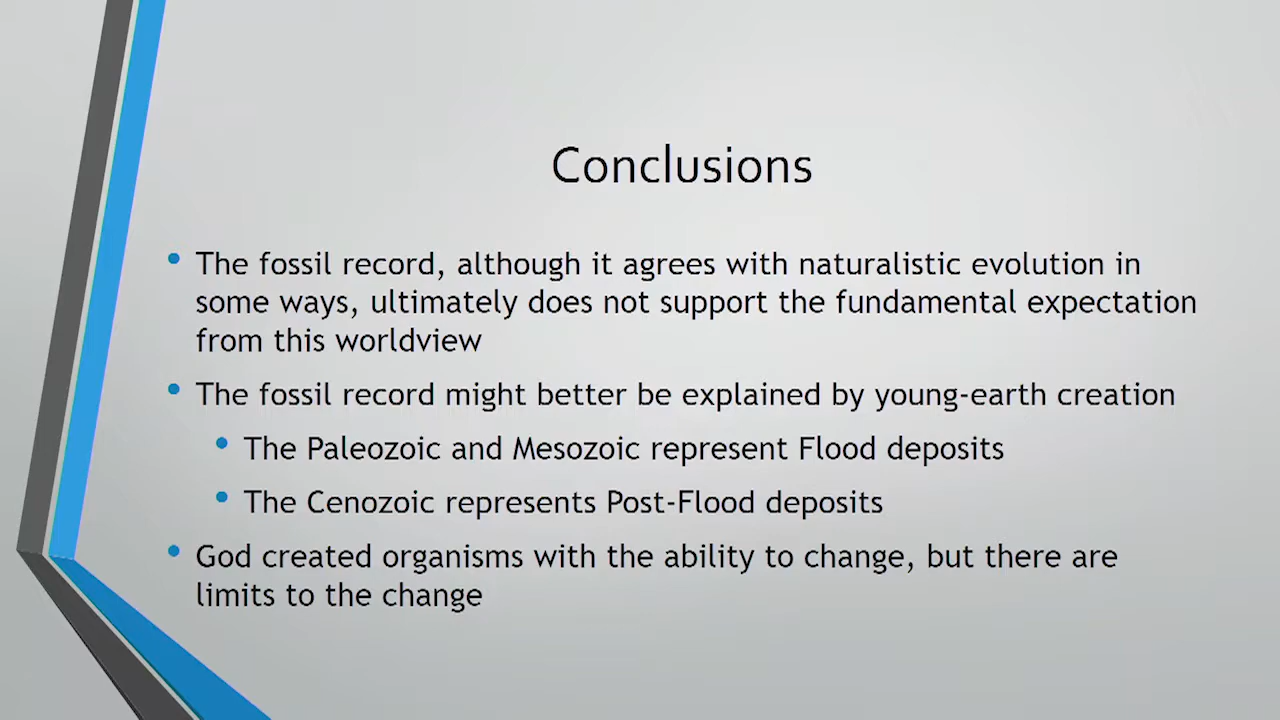 Conclusions
• The fossil record, although it agrees with naturalistic evolution in
some ways, ultimately does not support the fundamental expectation
from this worldview
• The fossil record might better be explained by young-earth creation
• The Paleozoic and Mesozoic represent Flood deposits
• The Cenozoic represents Post-Flood deposits
• God created organisms with the ability to change, but there are
limits to the change